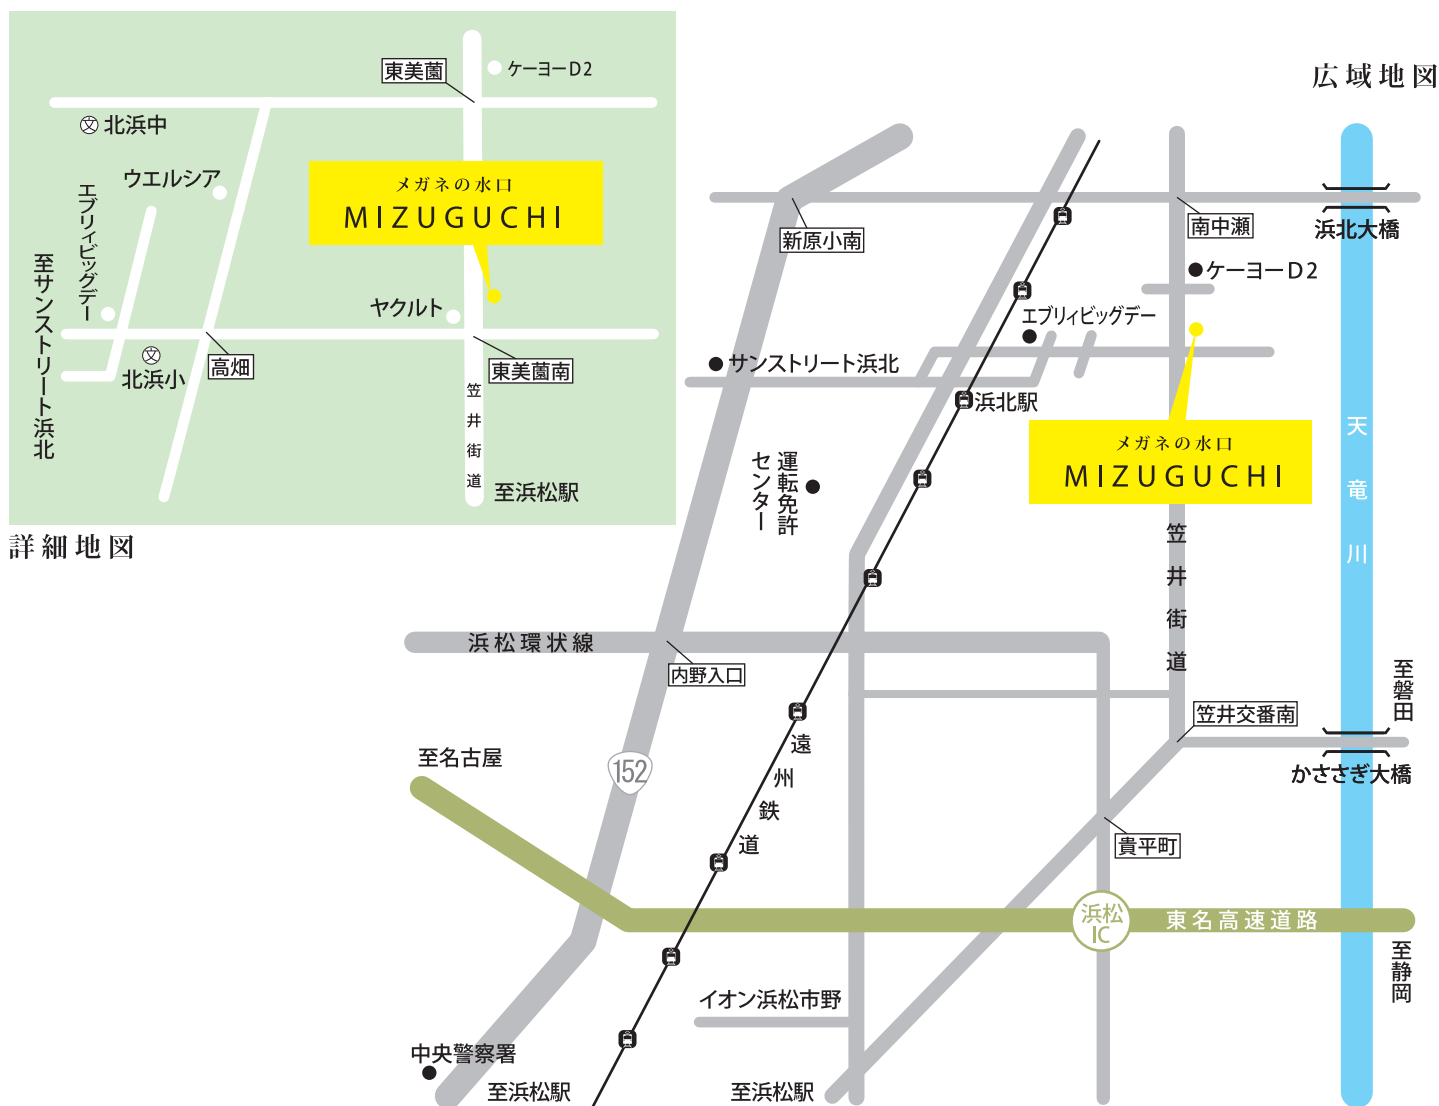 東美薗
ケーヨーD2
文
北浜中
ウエルシア
エブリィビッグデー
至サンストリート浜北
メガネの水口
MIZUGUCHI
ヤクルト
文
北浜小
高畑
東美薗南
笠井街道
至浜松駅
詳細地図
広域地図
新原小南
南中瀬
浜北大橋
ケーヨーD2
エブリィビッグデー
サンストリート浜北
浜北駅
メガネの水口
MIZUGUCHI
天竜川
運転免許
センター
笠井街道
浜松環状線
内野入口
至磐田
笠井交番南
かささぎ大橋
遠州鉄道
至名古屋
152
貴平町
浜松
IC
東名高速道路
至静岡
イオン浜松市野
中央警察署
至浜松駅
至浜松駅